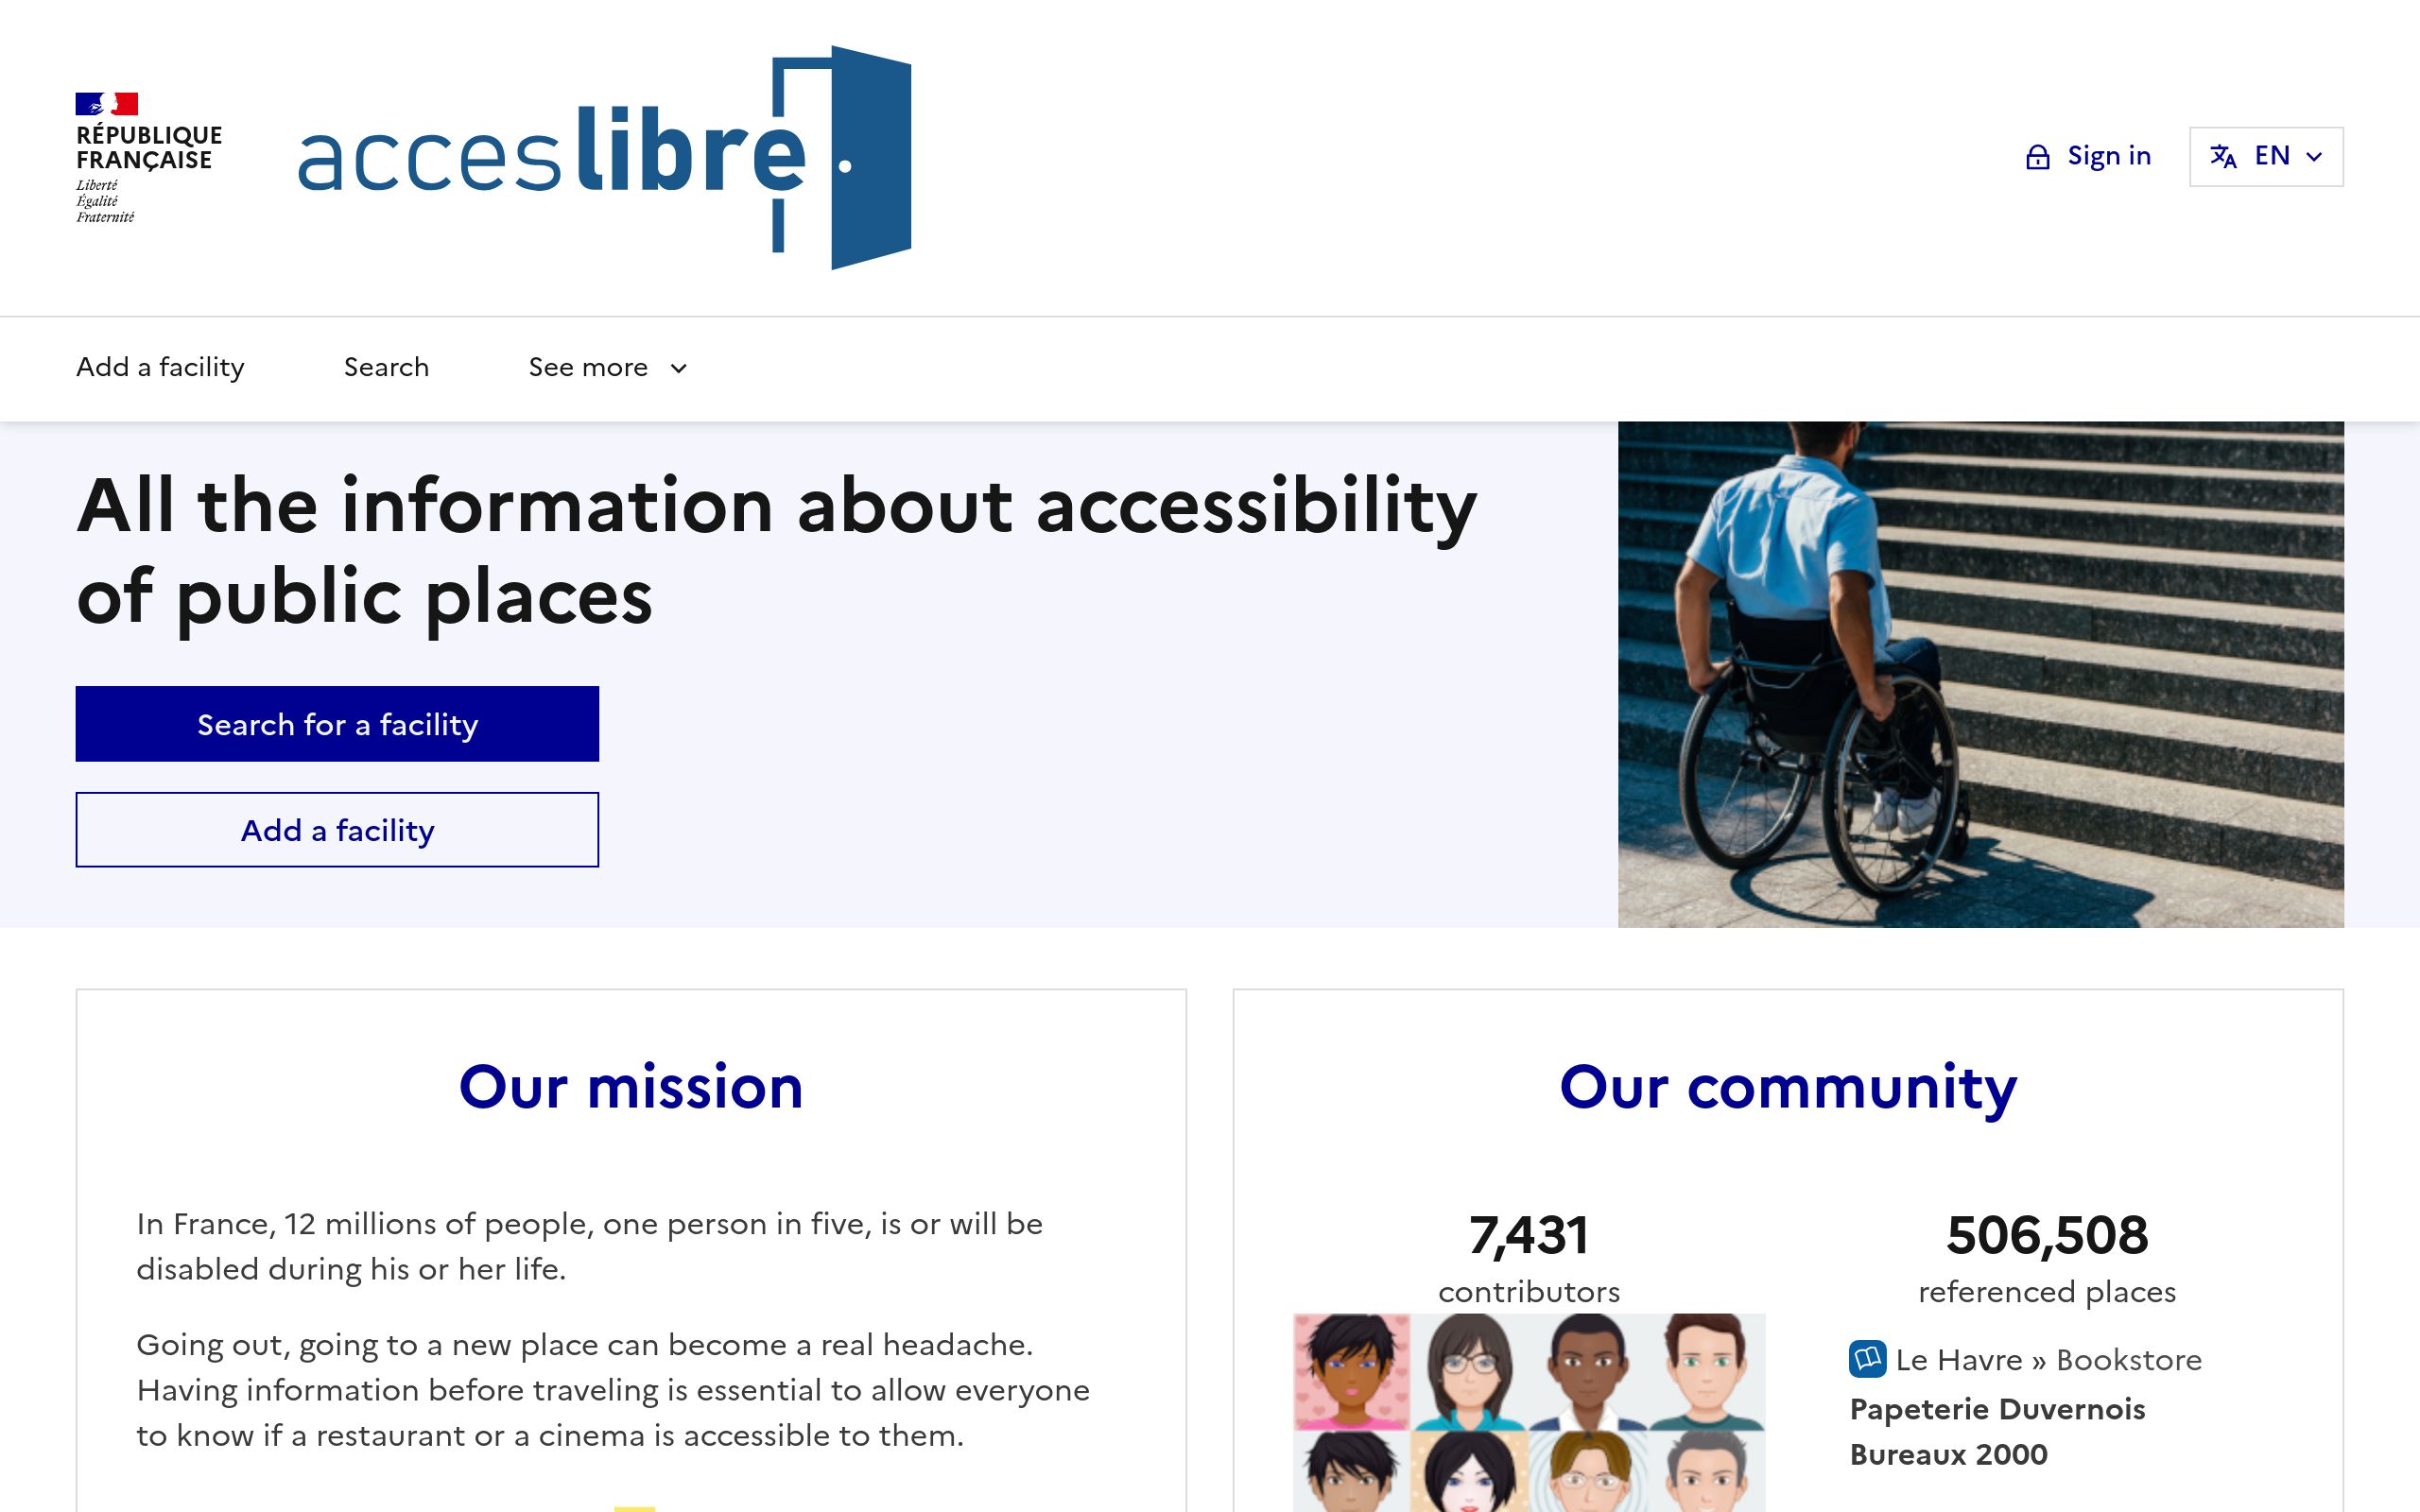 RÉPUBLIQUE
FRANÇAISE
Liberté
Égalité
Fraternité
acceslibre
Sign in
EN
Add a facility
Search
See more
All the information about accessibility
of public places
Search for a facility
Add a facility
Our mission
In France, 12 millions of people, one person in five, is or will be
disabled during his or her life.
Going out, going to a new place can become a real headache.
Having information before traveling is essential to allow everyone
to know if a restaurant or a cinema is accessible to them.
Our community
7,431
contributors
506,508
referenced places
Le Havre » Bookstore
Papeterie Duvernois
Bureaux 2000